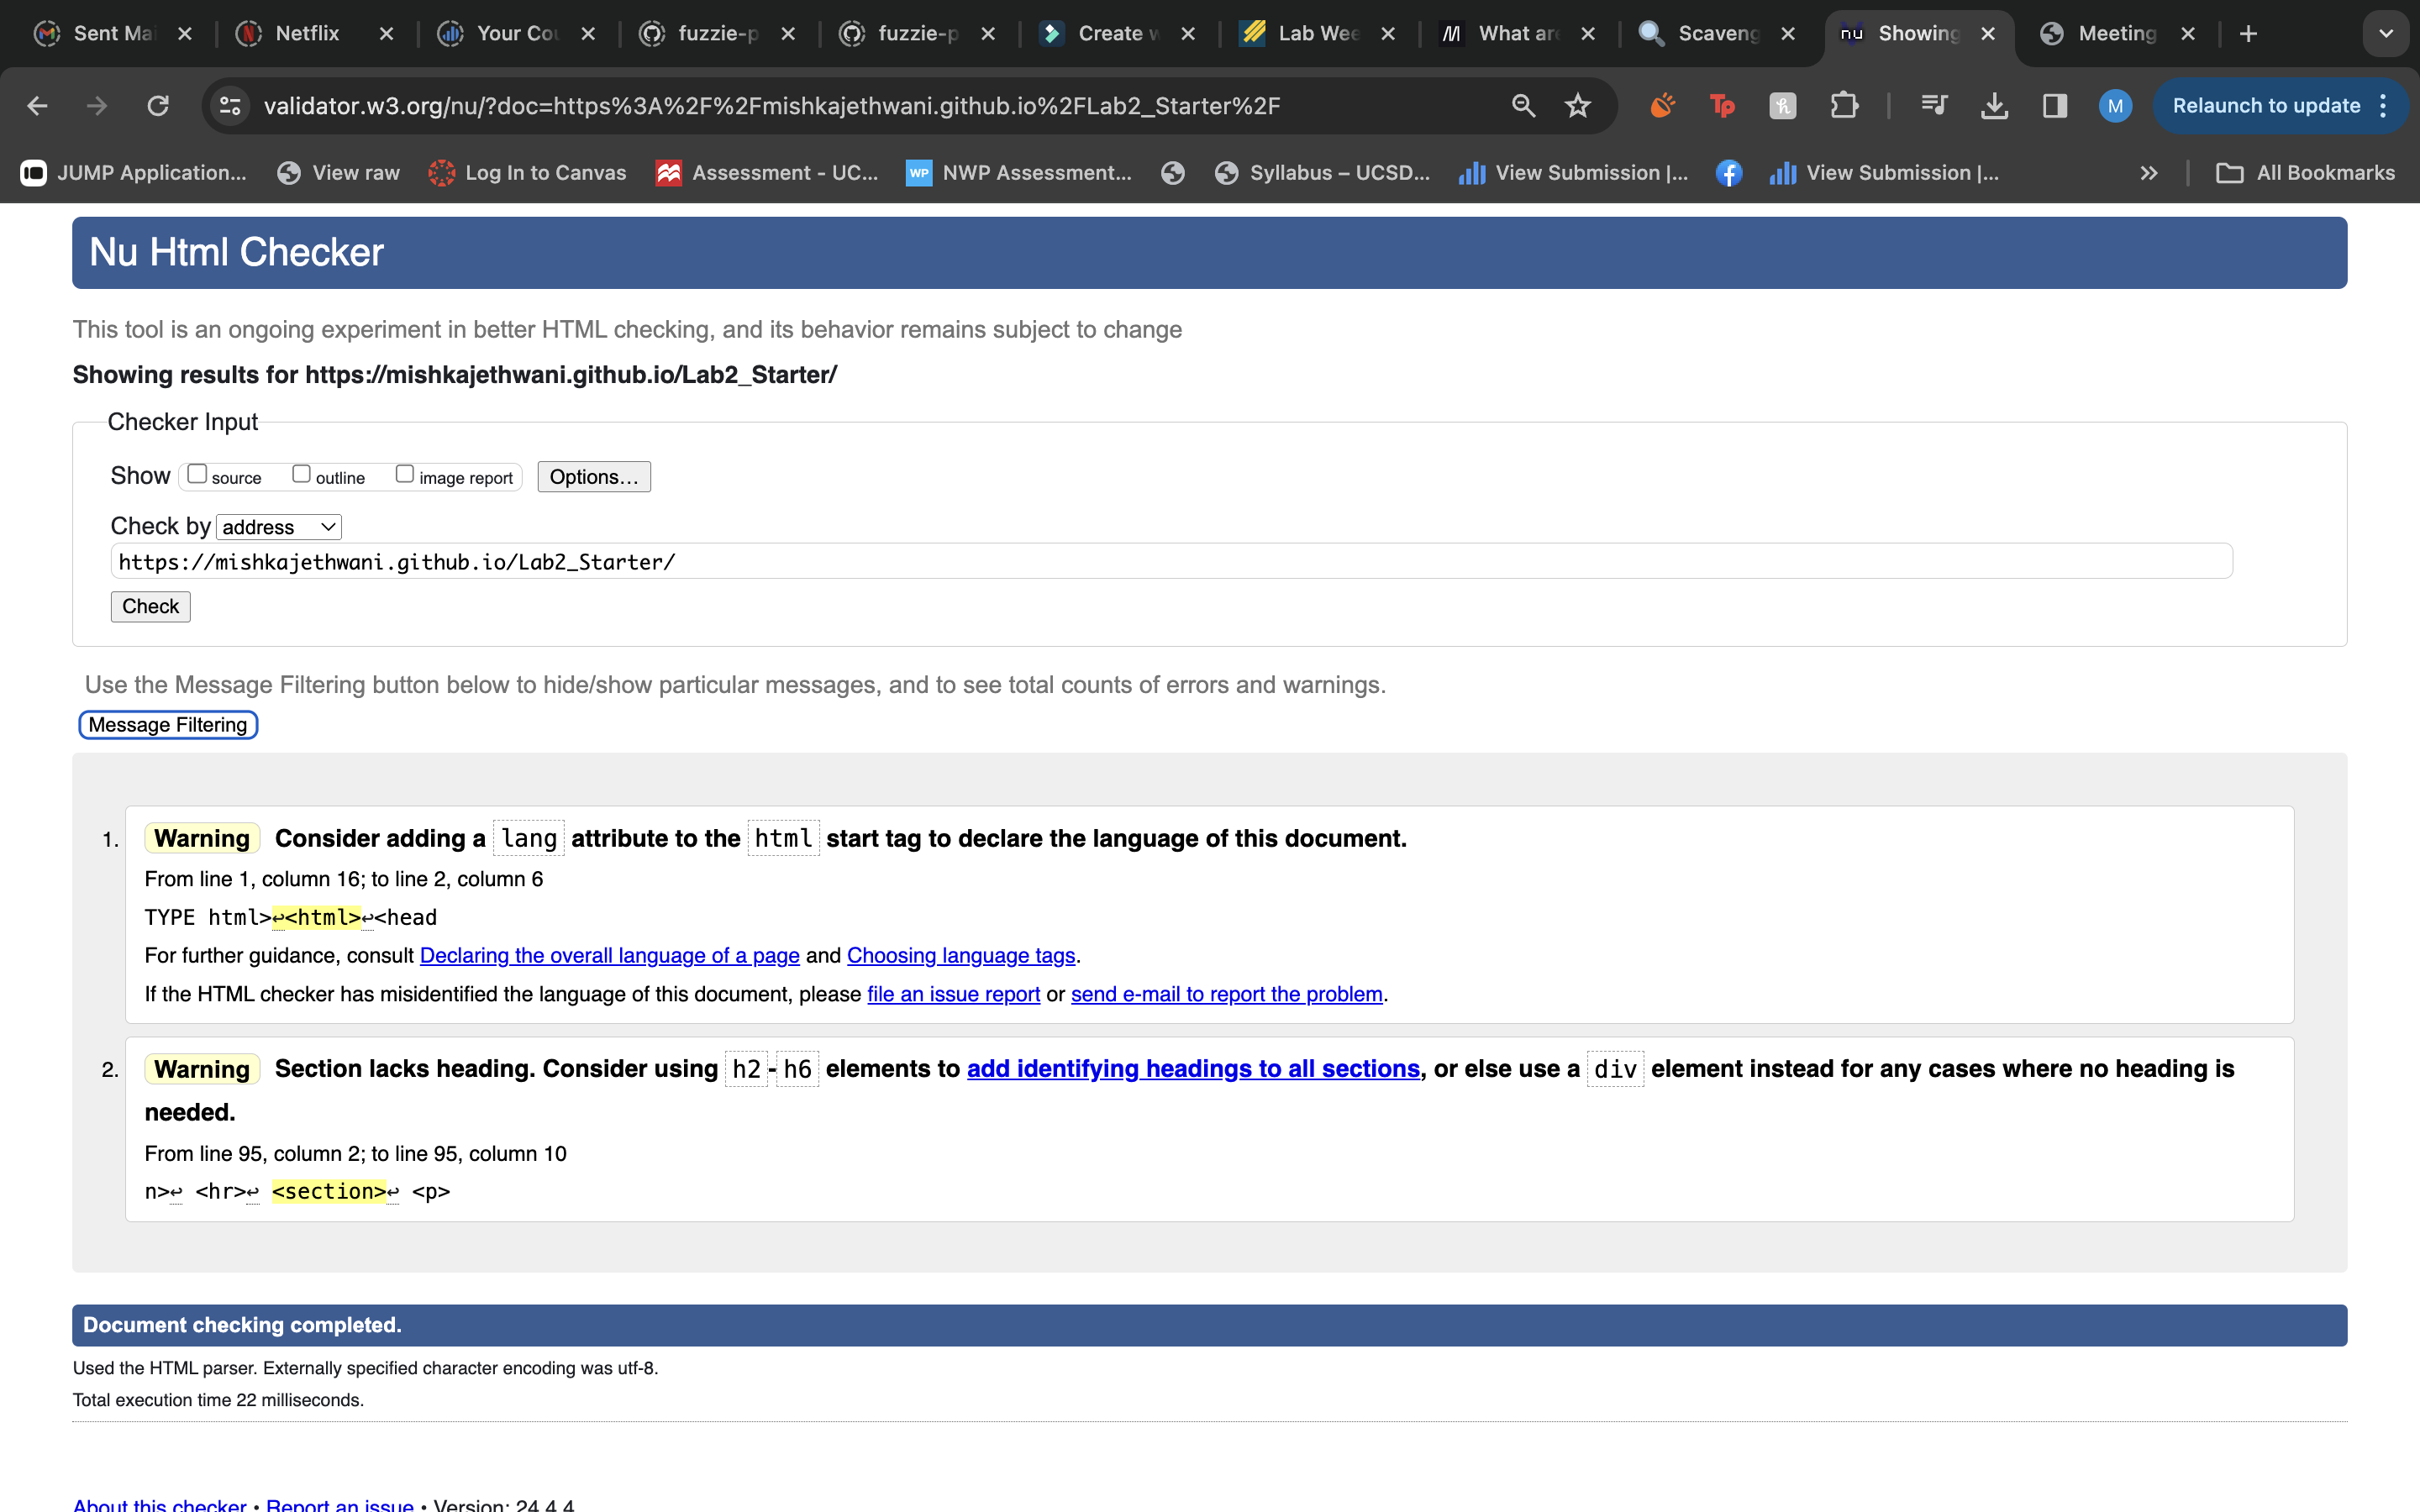 Sent Mai
Netflix
Your Cou
fuzzie-p
fuzzie-p
Create w
Lab Wee
What are
Scaveng
Showing
Meeting
validator.w3.org/nu/?doc=https%3A%2F%2Fmishkajethwani.github.io%2FLab2_Starter%2F
M
Relaunch to update
JUMP Application...
View raw
Log In to Canvas
Assessment - UC...
NWP Assessment...
Syllabus – UCSD...
View Submission |...
View Submission |...
All Bookmarks
Nu Html Checker
This tool is an ongoing experiment in better HTML checking, and its behavior remains subject to change
Showing results for https://mishkajethwani.github.io/Lab2_Starter/
Checker Input
Show source outline image report Options...
Check by address
https://mishkajethwani.github.io/Lab2_Starter/
Check
Use the Message Filtering button below to hide/show particular messages, and to see total counts of errors and warnings.
Message Filtering
1. Warning Consider adding a lang attribute to the html start tag to declare the language of this document.
From line 1, column 16; to line 2, column 6
TYPE html>↩<html>↩<head
For further guidance, consult Declaring the overall language of a page and Choosing language tags.
If the HTML checker has misidentified the language of this document, please file an issue report or send e-mail to report the problem.
2. Warning Section lacks heading. Consider using h2-h6 elements to add identifying headings to all sections, or else use a div element instead for any cases where no heading is
needed.
From line 95, column 2; to line 95, column 10
n>↩ <hr>↩ <section>↩ <p>
Document checking completed.
Used the HTML parser. Externally specified character encoding was utf-8.
Total execution time 22 milliseconds.
About this checker • Report an issue • Version: 24.4.4